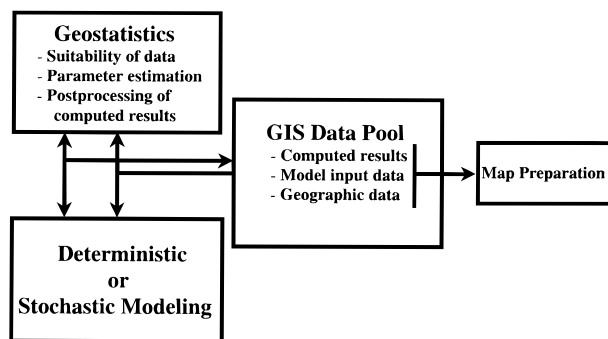 Geostatistics
- Suitability of data
- Parameter estimation
- Postprocessing of
computed results
GIS Data Pool
- Computed results
- Model input data
- Geographic data
Map Preparation
Deterministic
or
Stochastic Modeling